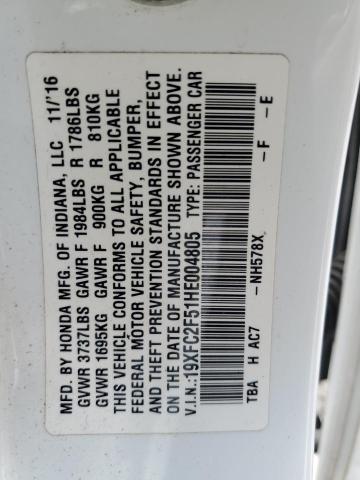 MFD. BY HONDA MFG. OF INDIANA, LLC 11/'16
GVWR 3737LBS GAWR F 1984LBS R 1786LBS
GVWR 1695KG GAWR F 900KG R 810KG
THIS VEHICLE CONFORMS TO ALL APPLICABLE
FEDERAL MOTOR VEHICLE SAFETY, BUMPER,
AND THEFT PREVENTION STANDARDS IN EFFECT
ON THE DATE OF MANUFACTURE SHOWN ABOVE.
V.I.N.:19XFC2F51HE004805 TYPE: PASSENGER CAR
TBA H AC7 -NH578X -F -E